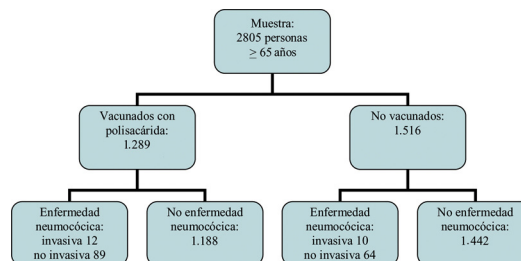 Muestra:
2805 personas
≥ 65 años
Vacunados con
polisacárida:
1.289
No vacunados:
1.516
Enfermedad
neumocócica:
invasiva 12
no invasiva 89
No enfermedad
neumocócica:
1.188
Enfermedad
neumocócica:
invasiva 10
no invasiva 64
No enfermedad
neumocócica:
1.442